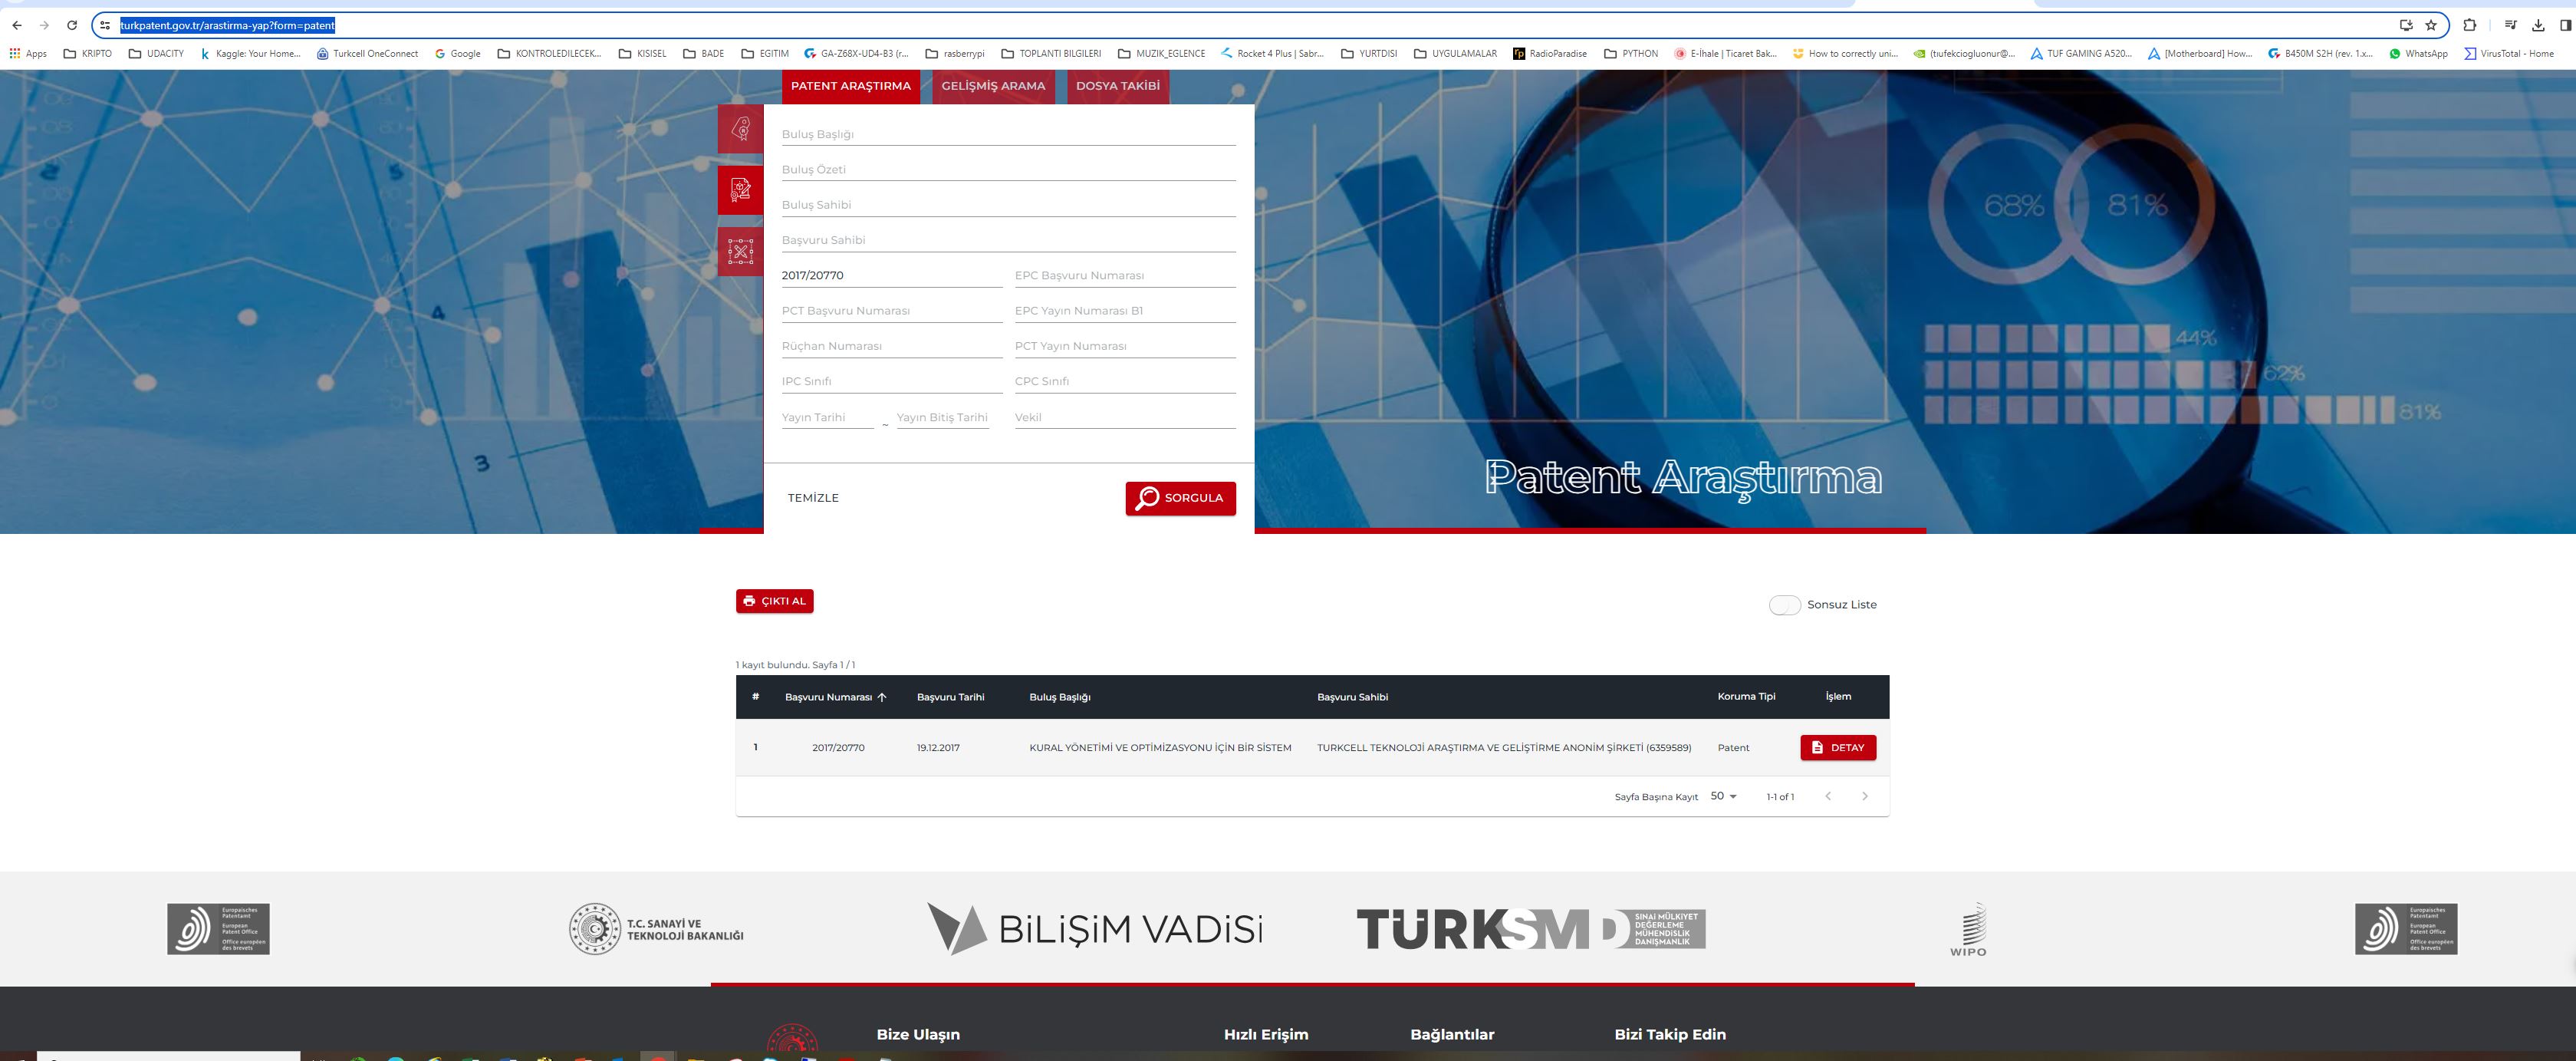 turkpatent.gov.tr/arastirma-yap?form=patent
Apps KRIPTO UDACITY Kaggle: Your Home... Turkcell OneConnect Google KONTROLEDILECEK... KISISEL BADE EGITIM GA-Z68X-UD4-B3 (r... rasberrypi TOPLANTI BILGILERI MUZIK_EGLENCE Rocket 4 Plus | Sabr... YURTDISI UYGULAMALAR RadioParadise PYTHON E-İhale | Ticaret Bak... How to correctly uni... (tıufekciogluonur@... TUF GAMING A520... [Motherboard] How... B450M S2H (rev. 1.x... WhatsApp VirusTotal - Home
PATENT ARAŞTIRMA GELİŞMİŞ ARAMA DOSYA TAKİBİ
Buluş Başlığı
Buluş Özeti
Buluş Sahibi
Başvuru Sahibi
2017/20770 EPC Başvuru Numarası
PCT Başvuru Numarası EPC Yayın Numarası B1
Rüçhan Numarası PCT Yayın Numarası
IPC Sınıfı CPC Sınıfı
Yayın Tarihi ~ Yayın Bitiş Tarihi Vekil
TEMİZLE SORGULA
2
5
4
3
68% 81%
44%
62%
81%
Patent Araştırma
ÇIKTI AL Sonsuz Liste
1 kayıt bulundu. Sayfa 1 / 1
# Başvuru Numarası Başvuru Tarihi Buluş Başlığı Başvuru Sahibi Koruma Tipi İşlem
1 2017/20770 19.12.2017 KURAL YÖNETİMİ VE OPTİMİZASYONU İÇİN BİR SİSTEM TURKCELL TEKNOLOJİ ARAŞTIRMA VE GELİŞTİRME ANONİM ŞİRKETİ (6359589) Patent DETAY
Sayfa Başına Kayıt 50 1-1 of 1
Europäisches
Patentamt
European
Patent Office
Office européen
des brevets
T.C. SANAYİ VE
TEKNOLOJİ BAKANLIĞI
BİLİŞİM VADİSİ
TÜRKSMD
SINAİ MÜLKİYET
DEĞERLEME
MÜHENDİSLİK
DANIŞMANLIK
WIPO
Europäisches
Patentamt
European
Patent Office
Office européen
des brevets
Bize Ulaşın Hızlı Erişim Bağlantılar Bizi Takip Edin